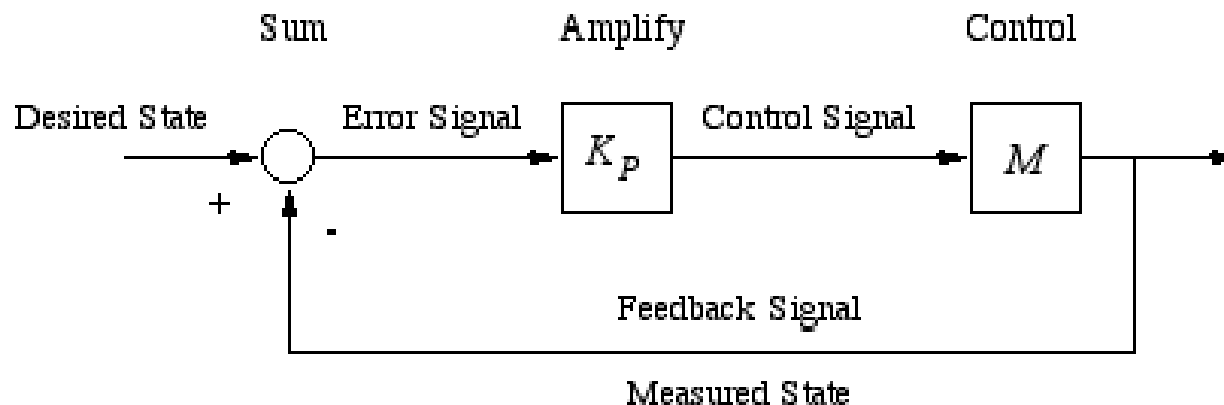 Sum Amplify Control
Desired State Error Signal Control Signal
K_P M
+
-
Feedback Signal
Measured State